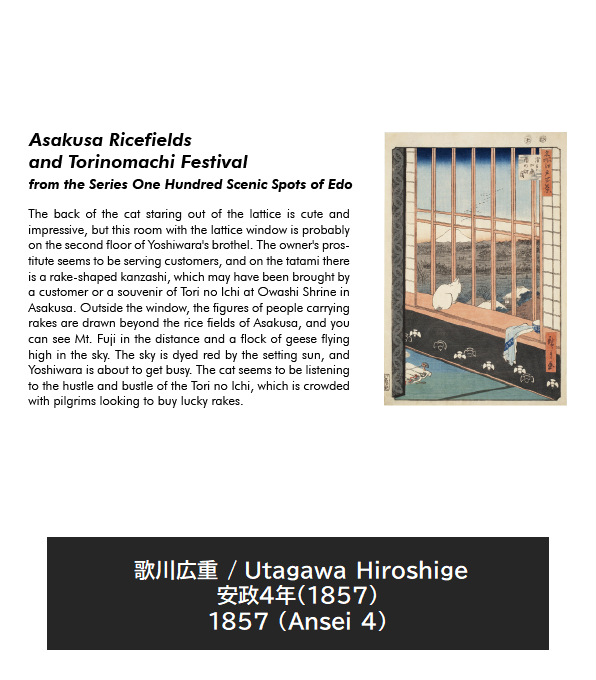 Asakusa Ricefields
and Torinomachi Festival
from the Series One Hundred Scenic Spots of Edo
The back of the cat staring out of the lattice is cute and
impressive, but this room with the lattice window is probably
on the second floor of Yoshiwara's brothel. The owner's pros-
titute seems to be serving customers, and on the tatami there
is a rake-shaped kanzashi, which may have been brought by
a customer or a souvenir of Tori no Ichi at Owashi Shrine in
Asakusa. Outside the window, the figures of people carrying
rakes are drawn beyond the rice fields of Asakusa, and you
can see Mt. Fuji in the distance and a flock of geese flying
high in the sky. The sky is dyed red by the setting sun, and
Yoshiwara is about to get busy. The cat seems to be listening
to the hustle and bustle of the Tori no Ichi, which is crowded
with pilgrims looking to buy lucky rakes.
歌川広重 / Utagawa Hiroshige
安政4年(1857)
1857 (Ansei 4)